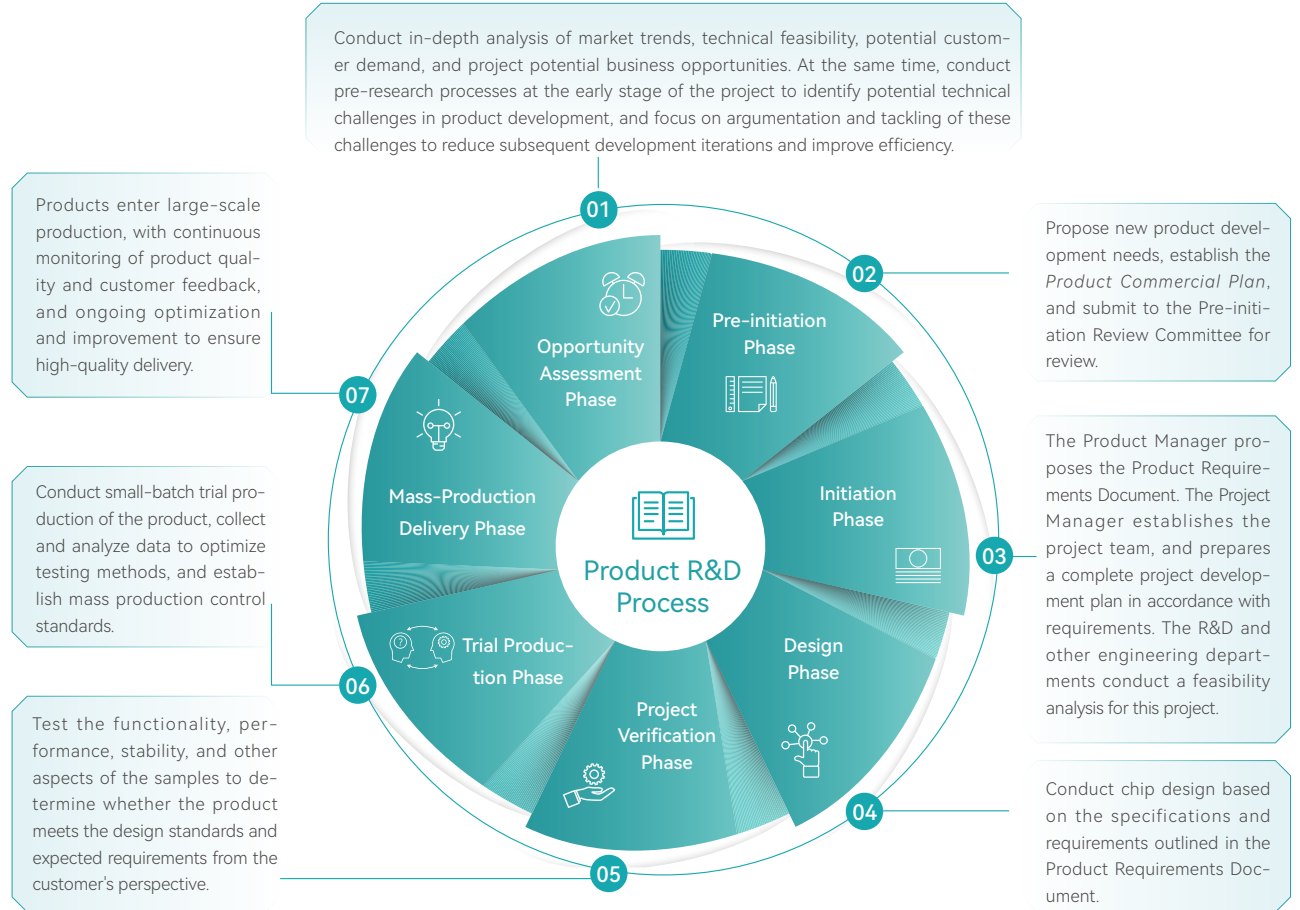 Conduct in-depth analysis of market trends, technical feasibility, potential custom-
er demand, and project potential business opportunities. At the same time, conduct
pre-research processes at the early stage of the project to identify potential technical
challenges in product development, and focus on argumentation and tackling of these
challenges to reduce subsequent development iterations and improve efficiency.
01
Opportunity
Assessment
Phase
02
Pre-initiation
Phase
Propose new product devel-
opment needs, establish the
Product Commercial Plan,
and submit to the Pre-initi-
ation Review Committee for
review.
03
Initiation
Phase
The Product Manager pro-
poses the Product Require-
ments Document. The Project
Manager establishes the
project team, and prepares
a complete project develop-
ment plan in accordance with
requirements. The R&D and
other engineering depart-
ments conduct a feasibility
analysis for this project.
04
Design
Phase
Conduct chip design based
on the specifications and
requirements outlined in the
Product Requirements Doc-
ument.
05
Project
Verification
Phase
Test the functionality, per-
formance, stability, and other
aspects of the samples to de-
termine whether the product
meets the design standards and
expected requirements from the
customer's perspective.
06
Trial Produc-
tion Phase
Conduct small-batch trial pro-
duction of the product, collect
and analyze data to optimize
testing methods, and estab-
lish mass production control
standards.
07
Mass-Production
Delivery Phase
Products enter large-scale
production, with continuous
monitoring of product qual-
ity and customer feedback,
and ongoing optimization
and improvement to ensure
high-quality delivery.
Product R&D
Process
?